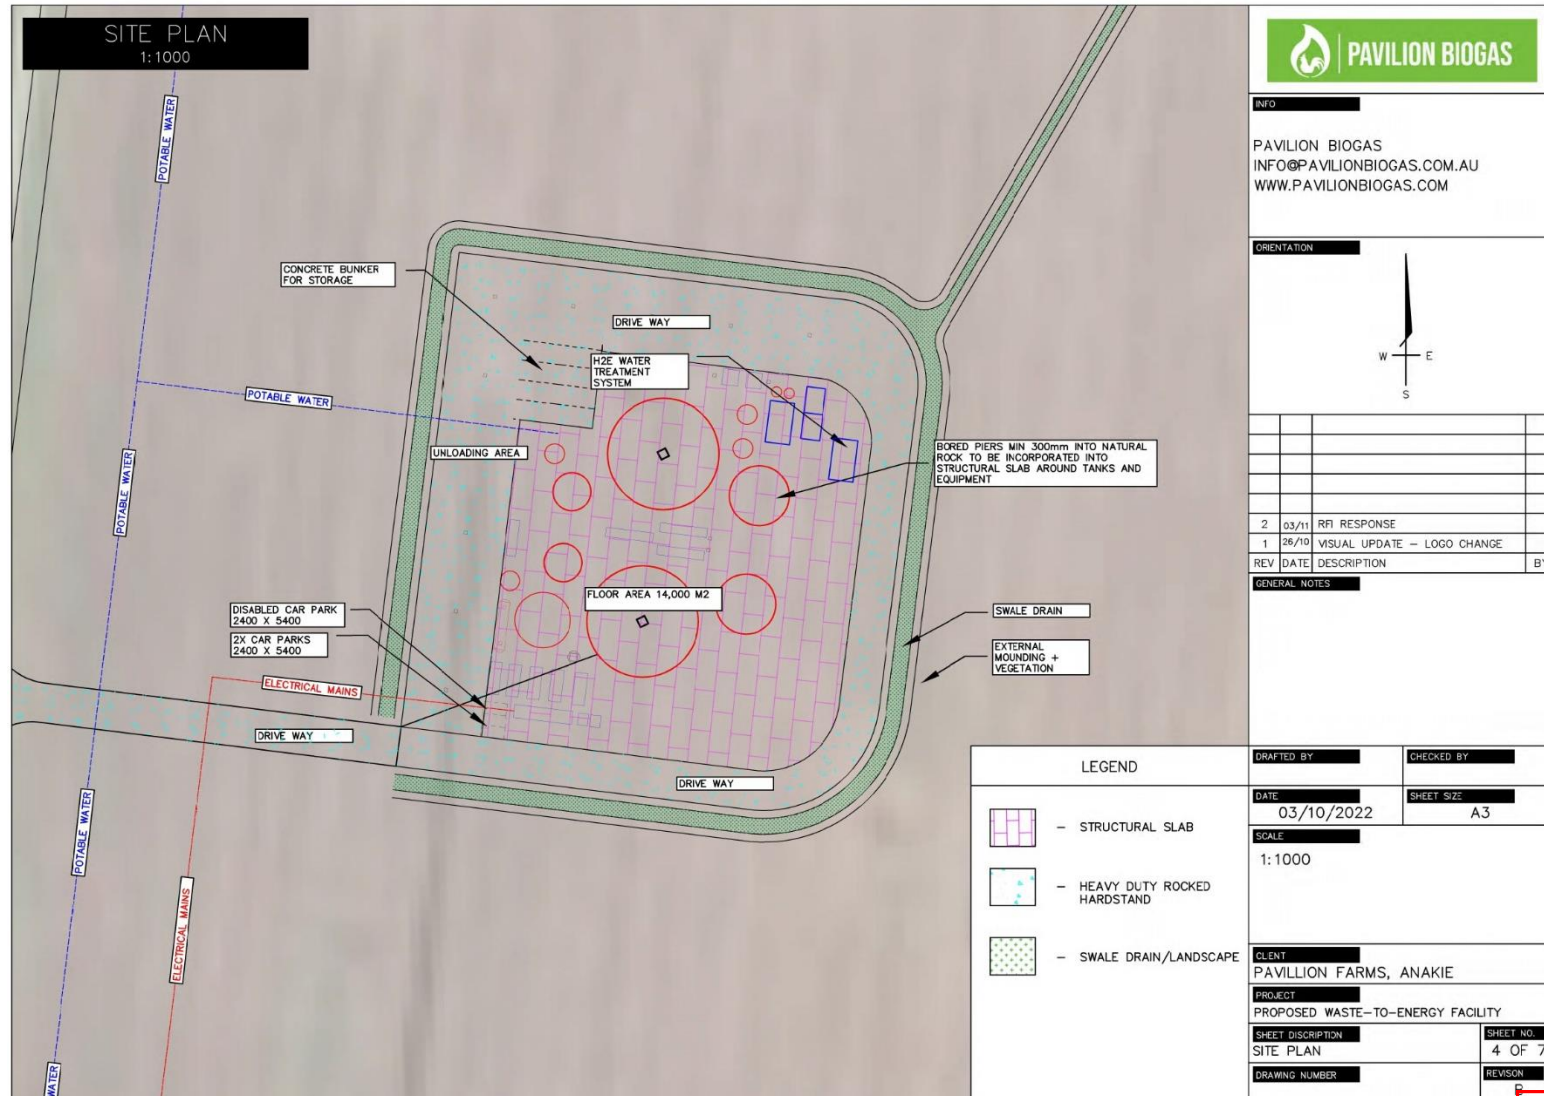 SITE PLAN
1:1000
POTABLE WATER
CONCRETE BUNKER
FOR STORAGE
DRIVE WAY
H2E WATER
TREATMENT
SYSTEM
POTABLE WATER
UNLOADING AREA
BORED PIERS MIN 300mm INTO NATURAL
ROCK TO BE INCORPORATED INTO
STRUCTURAL SLAB AROUND TANKS AND
EQUIPMENT
POTABLE WATER
FLOOR AREA 14,000 M2
DISABLED CAR PARK
2400 X 5400
2X CAR PARKS
2400 X 5400
SWALE DRAIN
EXTERNAL
MOUNDING +
VEGETATION
ELECTRICAL MAINS
DRIVE WAY
DRIVE WAY
POTABLE WATER
ELECTRICAL MAINS
WATER
LEGEND
- STRUCTURAL SLAB
- HEAVY DUTY ROCKED
HARDSTAND
- SWALE DRAIN/LANDSCAPE
PAVILION BIOGAS
INFO
PAVILION BIOGAS
INFO@PAVILIONBIOGAS.COM.AU
WWW.PAVILIONBIOGAS.COM
ORIENTATION
W E
S
2 03/11 RFI RESPONSE
1 26/10 VISUAL UPDATE - LOGO CHANGE
REV DATE DESCRIPTION BY
GENERAL NOTES
DRAFTED BY CHECKED BY
DATE SHEET SIZE
03/10/2022 A3
SCALE
1:1000
CLIENT
PAVILLION FARMS, ANAKIE
PROJECT
PROPOSED WASTE-TO-ENERGY FACILITY
SHEET DISCRIPTION SHEET NO.
SITE PLAN 4 OF 7
DRAWING NUMBER REVISON